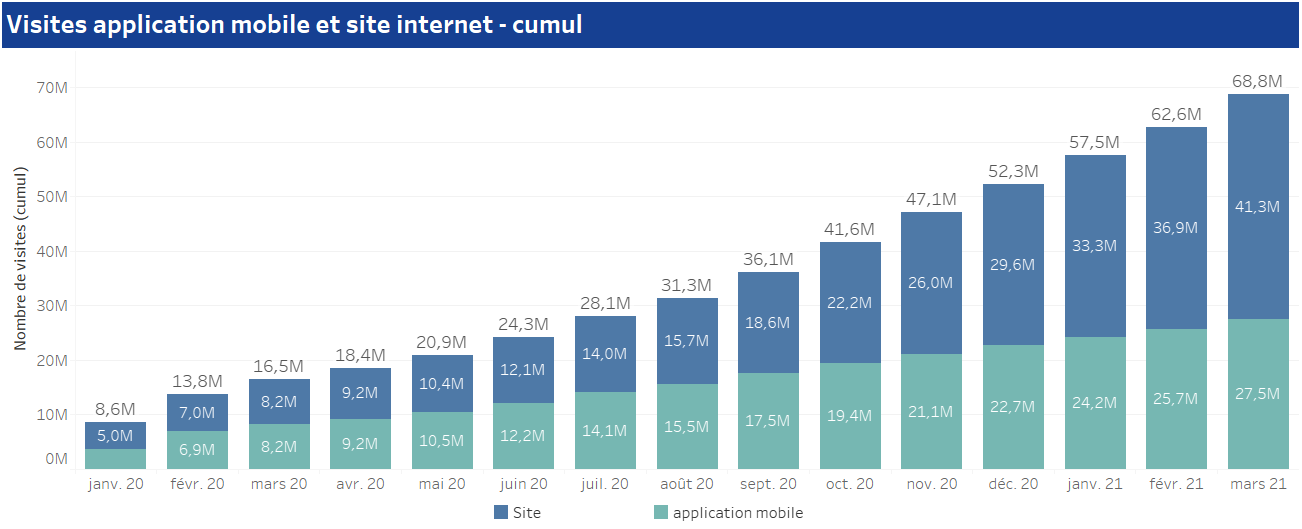 Visites application mobile et site internet - cumul
Nombre de visites (cumul)
70M
60M
50M
40M
30M
20M
10M
0M
8,6M
13,8M
16,5M
18,4M
20,9M
24,3M
28,1M
31,3M
36,1M
41,6M
47,1M
52,3M
57,5M
62,6M
68,8M
5,0M
7,0M
8,2M
9,2M
10,4M
12,1M
14,0M
15,7M
18,6M
22,2M
26,0M
29,6M
33,3M
36,9M
41,3M
6,9M
8,2M
9,2M
10,5M
12,2M
14,1M
15,5M
17,5M
19,4M
21,1M
22,7M
24,2M
25,7M
27,5M
janv. 20
févr. 20
mars 20
avr. 20
mai 20
juin 20
juil. 20
août 20
sept. 20
oct. 20
nov. 20
déc. 20
janv. 21
févr. 21
mars 21
Site
application mobile